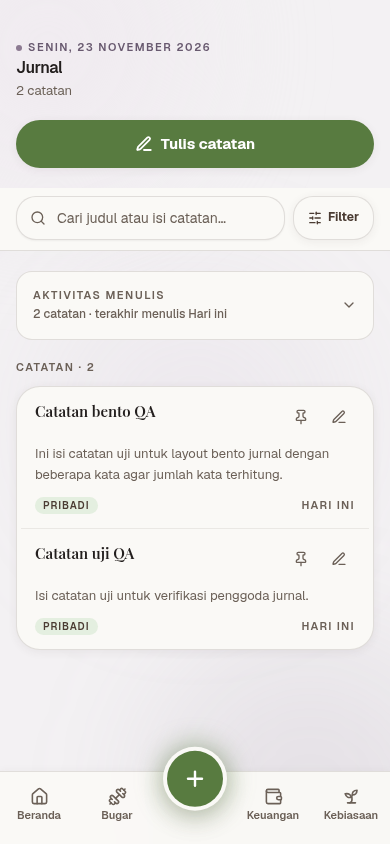 SENIN, 23 NOVEMBER 2026
Jurnal
2 catatan
Tulis catatan
Cari judul atau isi catatan...
Filter
AKTIVITAS MENULIS
2 catatan · terakhir menulis Hari ini
CATATAN · 2
Catatan bento QA
Ini isi catatan uji untuk layout bento jurnal dengan
beberapa kata agar jumlah kata terhitung.
PRIBADI
HARI INI
Catatan uji QA
Isi catatan uji untuk verifikasi penggoda jurnal.
PRIBADI
HARI INI
Beranda
Bugar
Keuangan
Kebiasaan